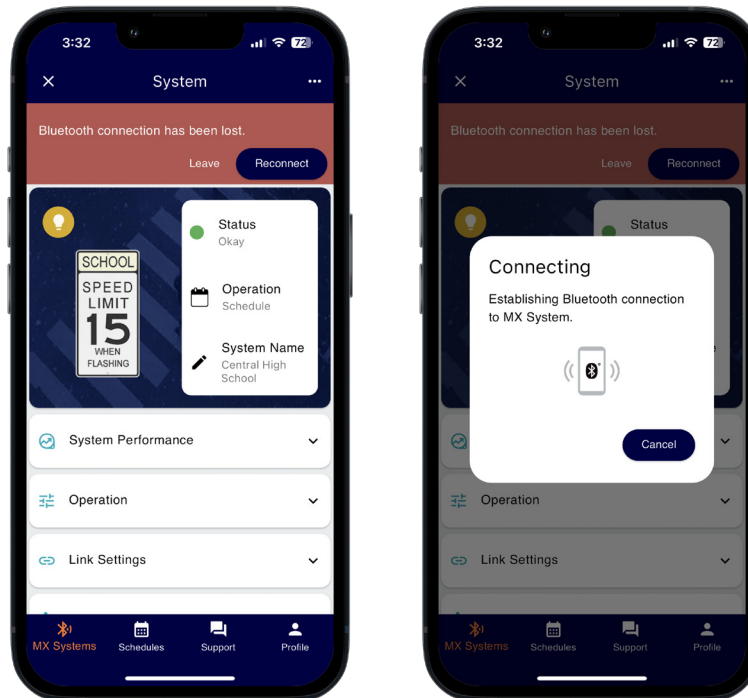 3:32
72
System
Bluetooth connection has been lost.
Leave
Reconnect
SCHOOL
SPEED
LIMIT
15
WHEN
FLASHING
Status
Okay
Operation
Schedule
System Name
Central High
School
System Performance
Operation
Link Settings
MX Systems
Schedules
Support
Profile
3:32
72
System
Bluetooth connection has been lost.
Leave
Reconnect
Status
Connecting
Establishing Bluetooth connection
to MX System.
Cancel
Operation
Link Settings
MX Systems
Schedules
Support
Profile